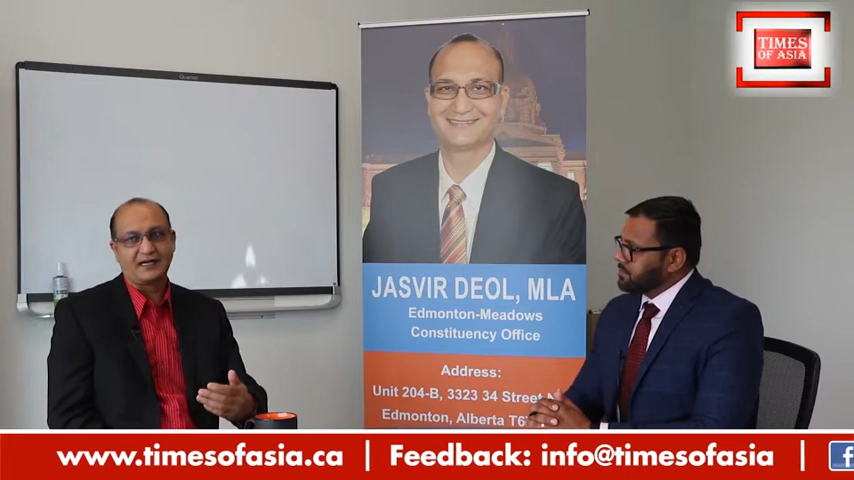 TIMES
OF ASIA
Quartet
JASVIR DEOL, MLA
Edmonton-Meadows
Constituency Office
Address:
Unit 204-B, 3323 34 Street
Edmonton, Alberta
www.timesofasia.ca | Feedback: info@timesofasia |
f